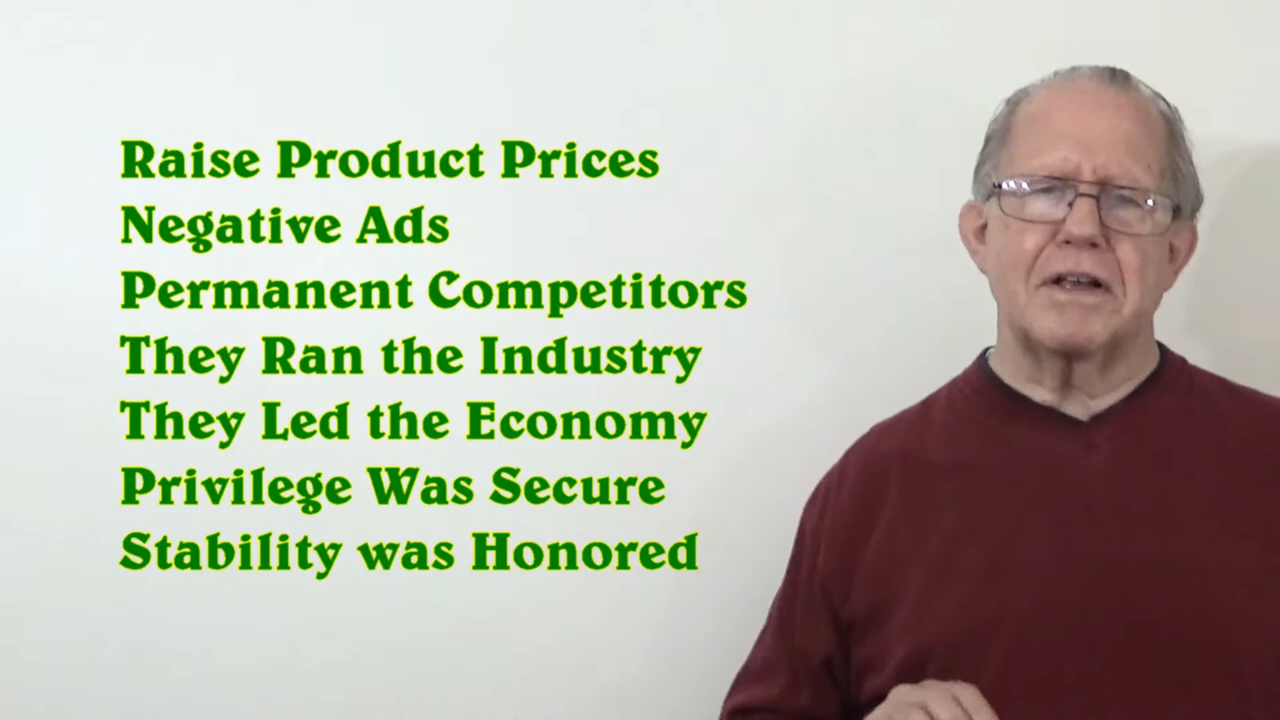 Raise Product Prices
Negative Ads
Permanent Competitors
They Ran the Industry
They Led the Economy
Privilege Was Secure
Stability was Honored